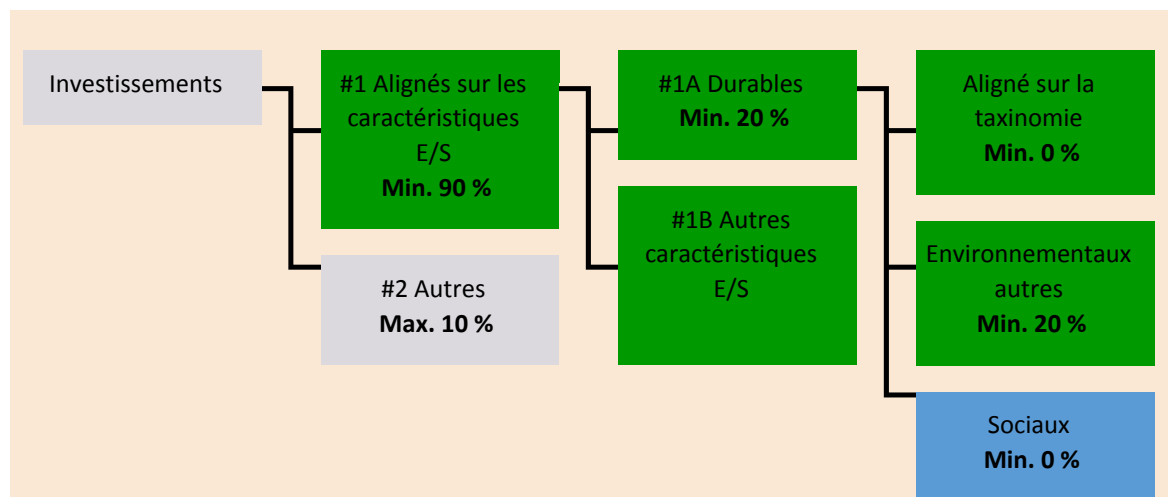 Investissements
#1 Alignés sur les
caractéristiques
E/S
Min. 90 %
#2 Autres
Max. 10 %
#1A Durables
Min. 20 %
#1B Autres
caractéristiques
E/S
Aligné sur la
taxinomie
Min. 0 %
Environnementaux
autres
Min. 20 %
Sociaux
Min. 0 %